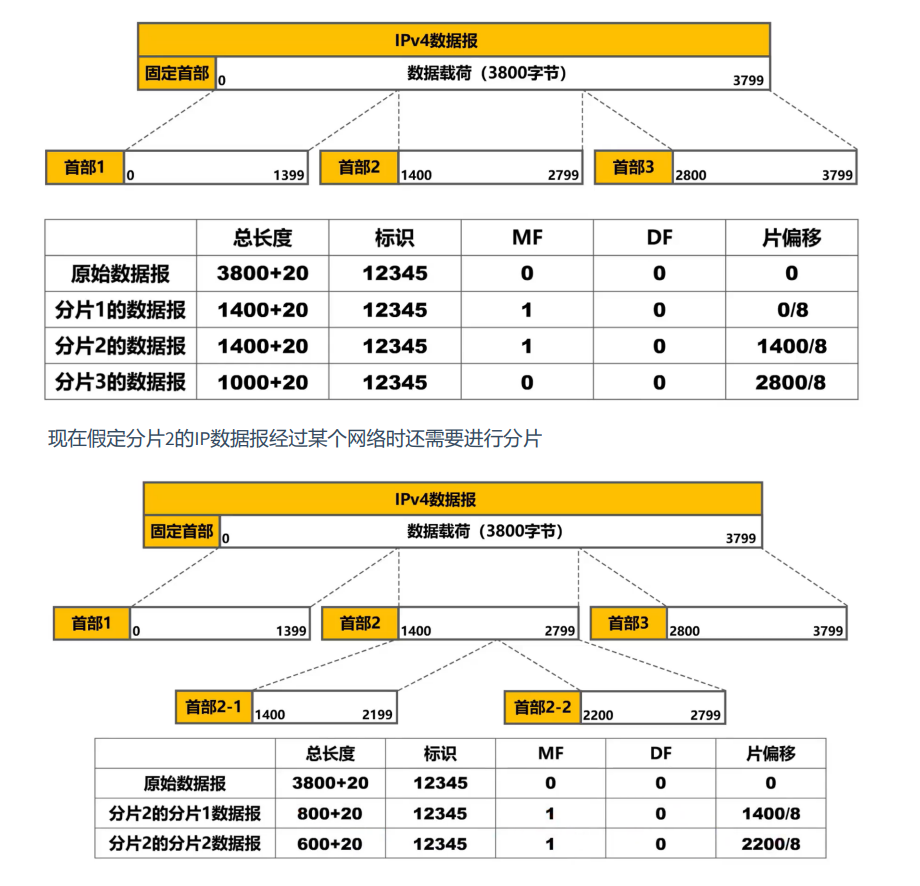 IPv4数据报
固定首部 0 数据载荷（3800字节） 3799
首部1 0 1399 首部2 1400 2799 首部3 2800 3799
总长度 标识 MF DF 片偏移
原始数据报 3800+20 12345 0 0 0
分片1的数据报 1400+20 12345 1 0 0/8
分片2的数据报 1400+20 12345 1 0 1400/8
分片3的数据报 1000+20 12345 0 0 2800/8
现在假定分片2的IP数据报经过某个网络时还需要进行分片
IPv4数据报
固定首部 0 数据载荷（3800字节） 3799
首部1 0 1399 首部2 1400 2799 首部3 2800 3799
首部2-1 1400 2199 首部2-2 2200 2799
总长度 标识 MF DF 片偏移
原始数据报 3800+20 12345 0 0 0
分片2的分片1数据报 800+20 12345 1 0 1400/8
分片2的分片2数据报 600+20 12345 1 0 2200/8